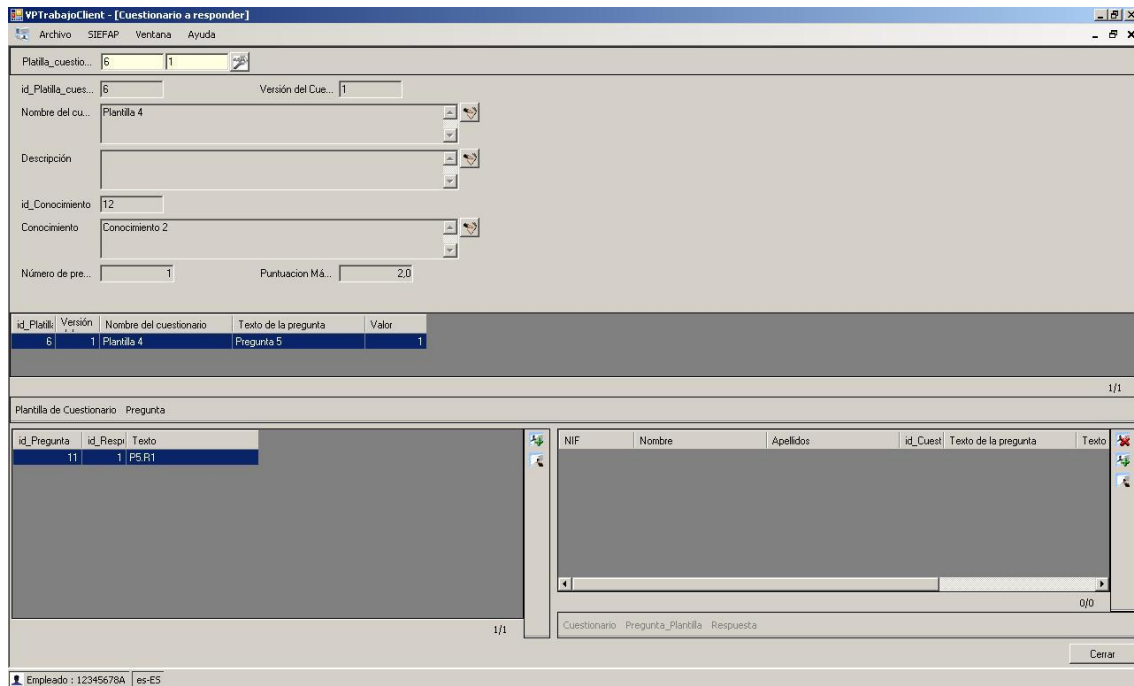 VPTrabajoClient - [Cuestionario a responder]
Archivo SIEFAP Ventana Ayuda
Platilla_cuestio... 6 1
id_Platilla_cues... 6 Versión del Cue... 1
Nombre del cu... Plantilla 4
Descripción
id_Conocimiento 12
Conocimiento Conocimiento 2
Número de pre... 1 Puntuacion Má... 2,0
id_Platilla Versión Nombre del cuestionario Texto de la pregunta Valor
6 1 Plantilla 4 Pregunta 5 1
1/1
Plantilla de Cuestionario Pregunta
id_Pregunta id_Respu Texto
11 1 P5.R1
1/1
NIF Nombre Apellidos id_Cuest Texto de la pregunta Texto
0/0
Cuestionario Pregunta_Plantilla Respuesta
Cerrar
Empleado : 12345678A es-ES